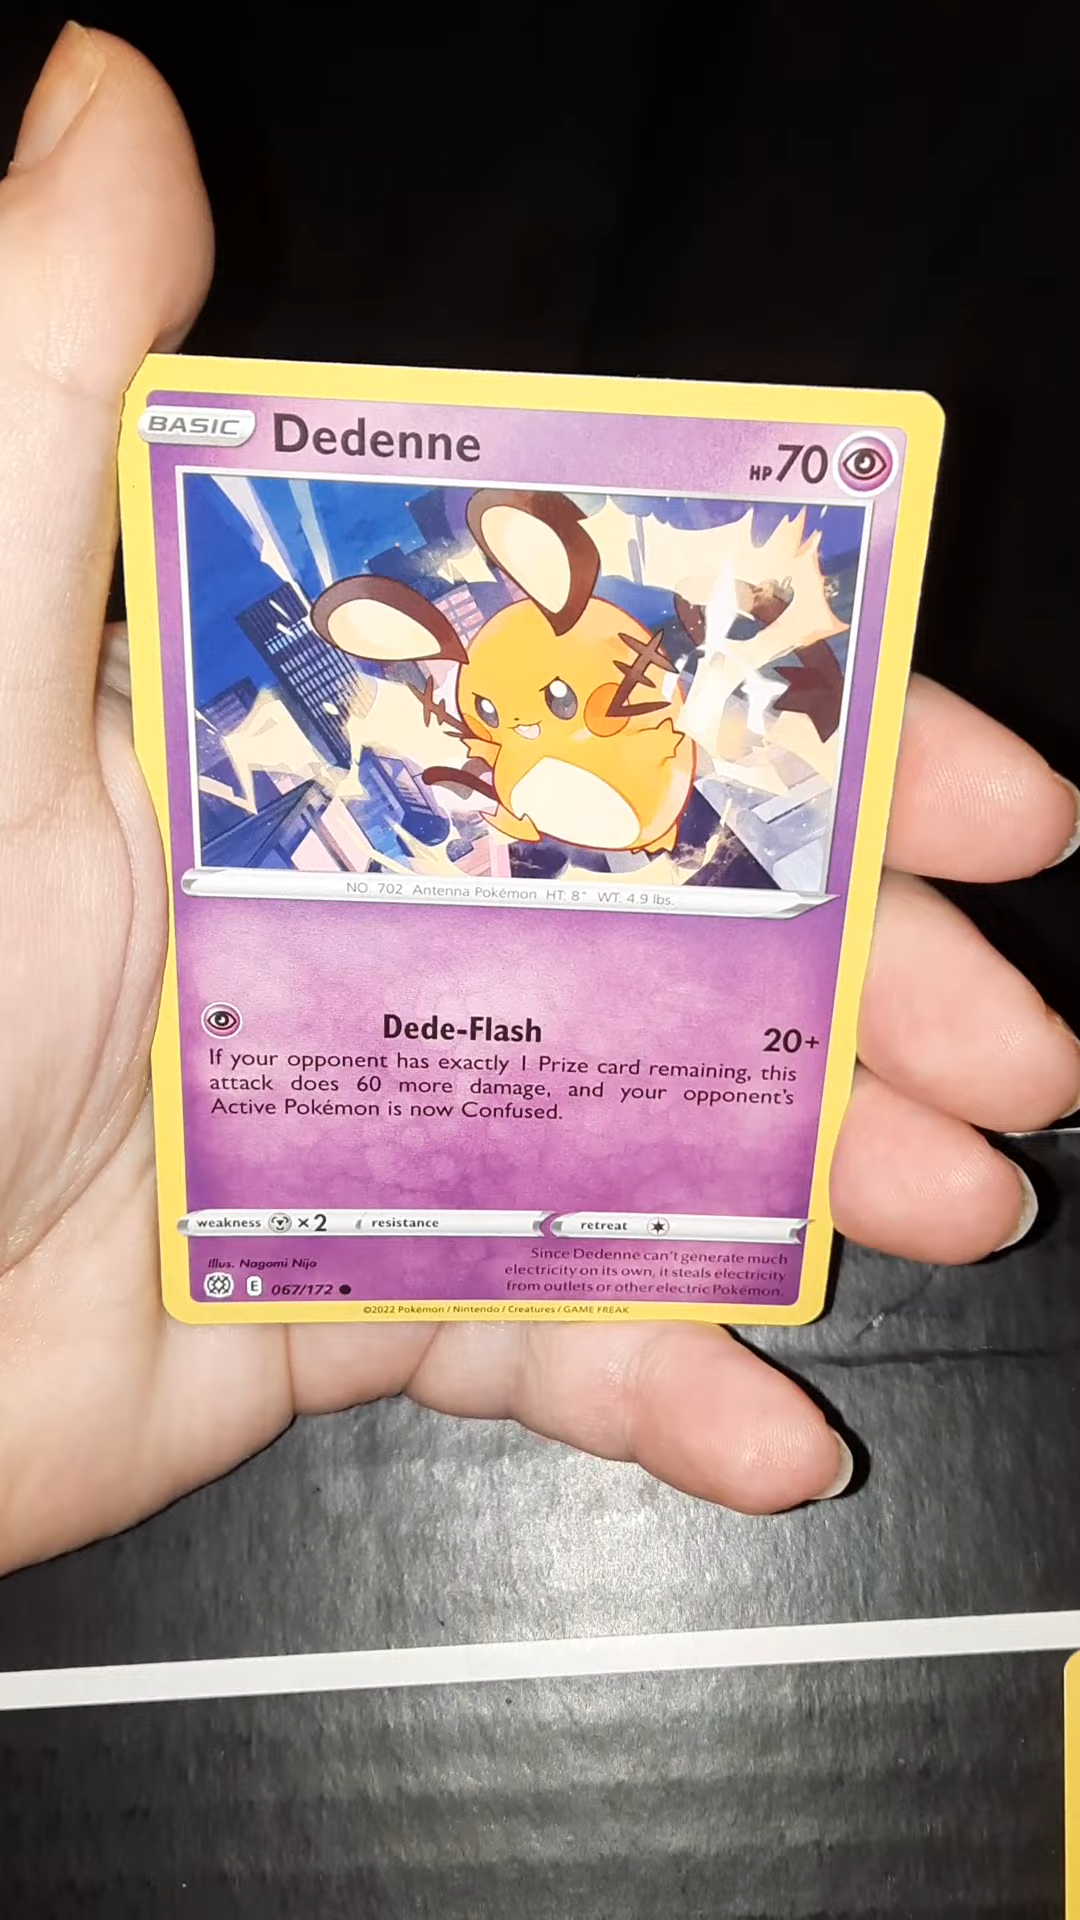 BASIC Dedenne HP 70
NO. 702 Antenna Pokémon HT: 8" WT: 4.9 lbs.
Dede-Flash 20+
If your opponent has exactly 1 Prize card remaining, this
attack does 60 more damage, and your opponent's
Active Pokémon is now Confused.
weakness ×2 resistance retreat
Illus. Nagomi Nijo
E 067/172
Since Dedenne can't generate much
electricity on its own, it steals electricity
from outlets or other electric Pokémon.
©2022 Pokémon / Nintendo / Creatures / GAME FREAK